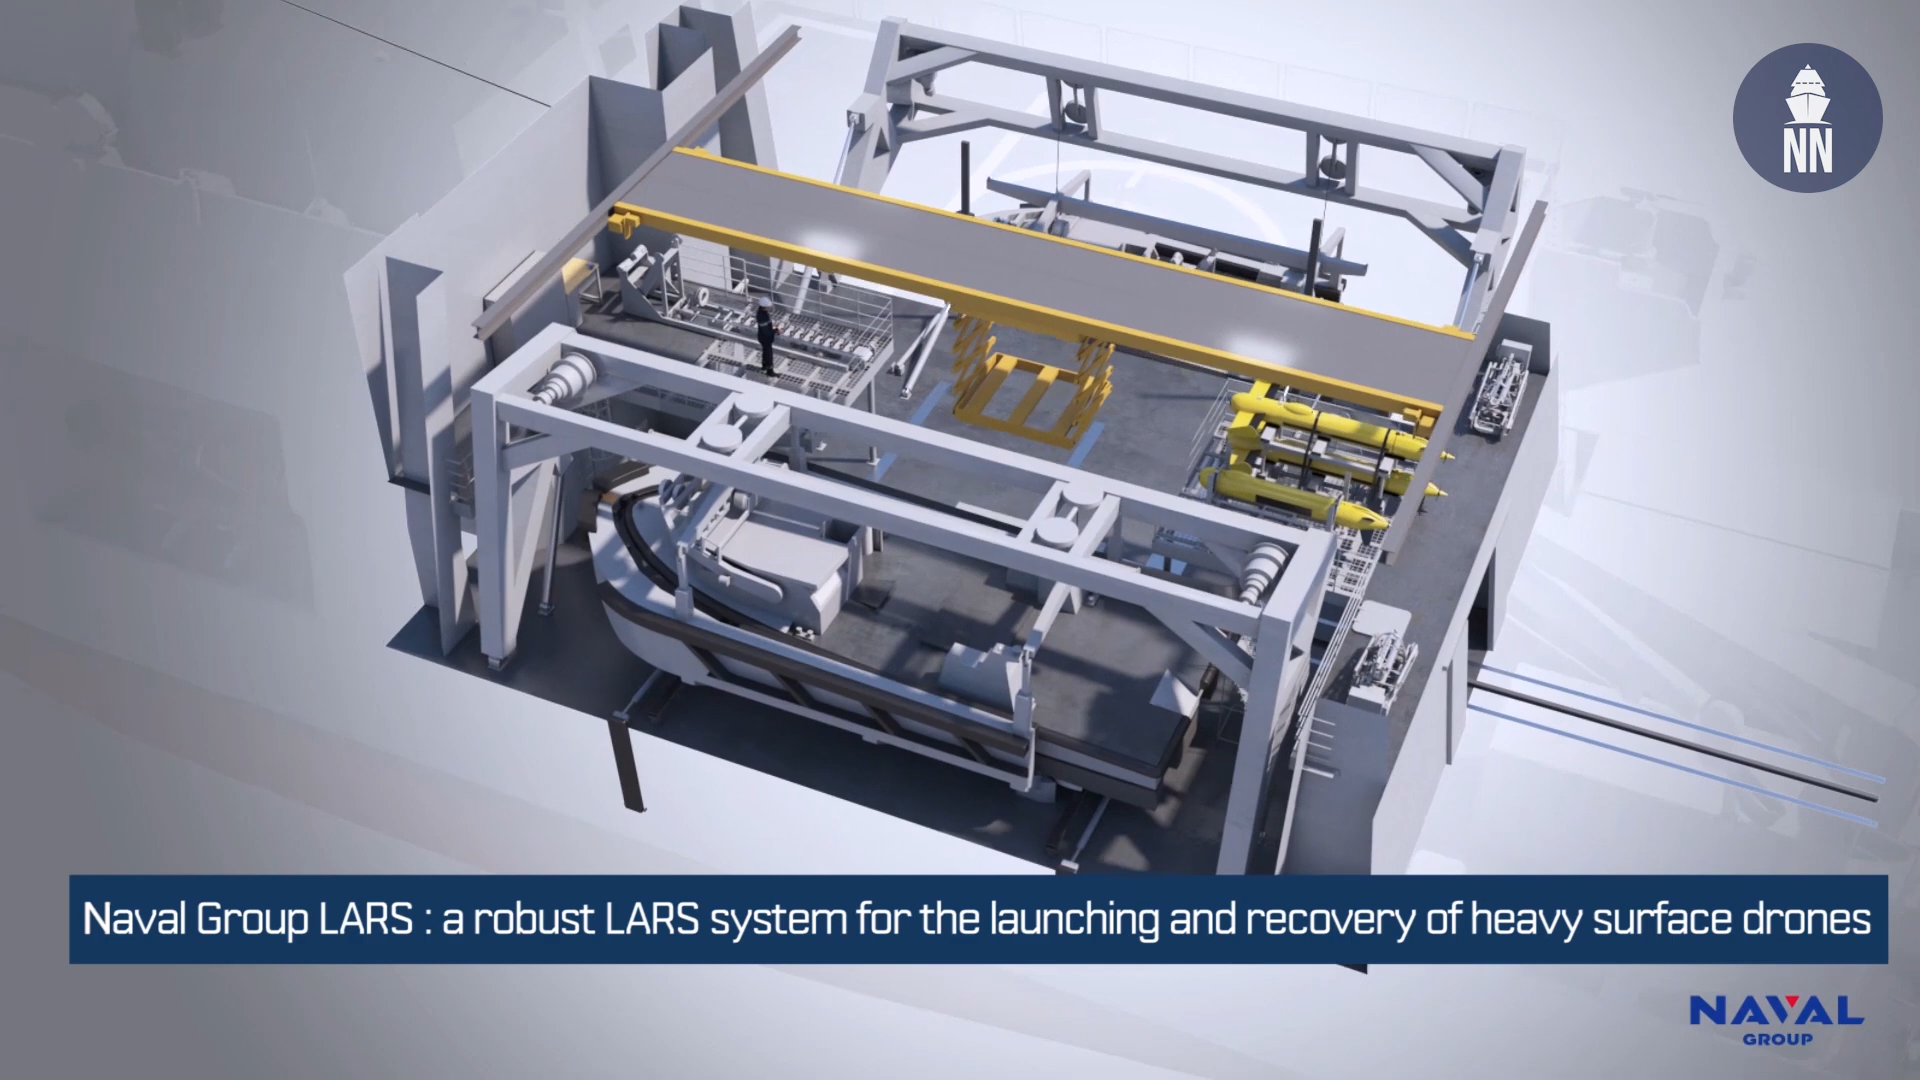 NN
Naval Group LARS : a robust LARS system for the launching and recovery of heavy surface drones
NAVAL
GROUP